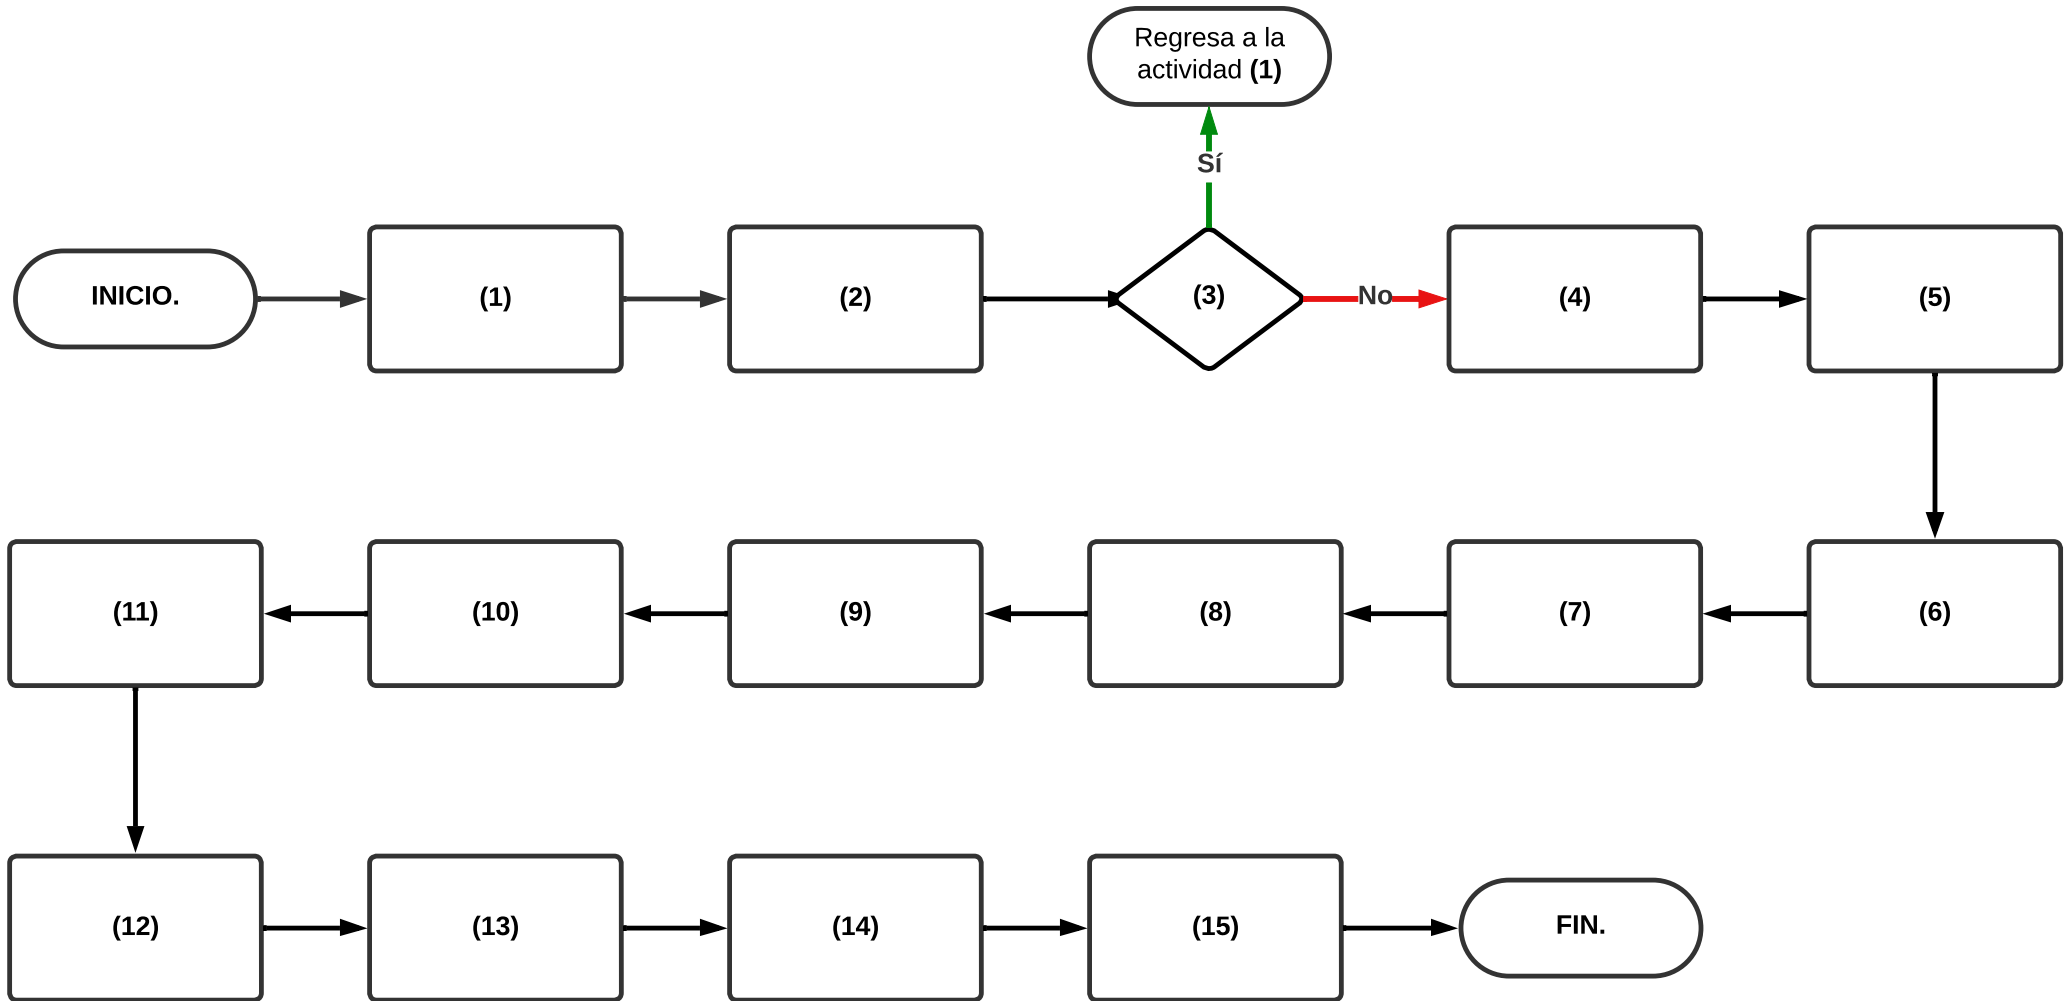 Regresa a la
actividad (1)
Sí
INICIO.
(1)
(2)
(3)
No
(4)
(5)
(11)
(10)
(9)
(8)
(7)
(6)
(12)
(13)
(14)
(15)
FIN.